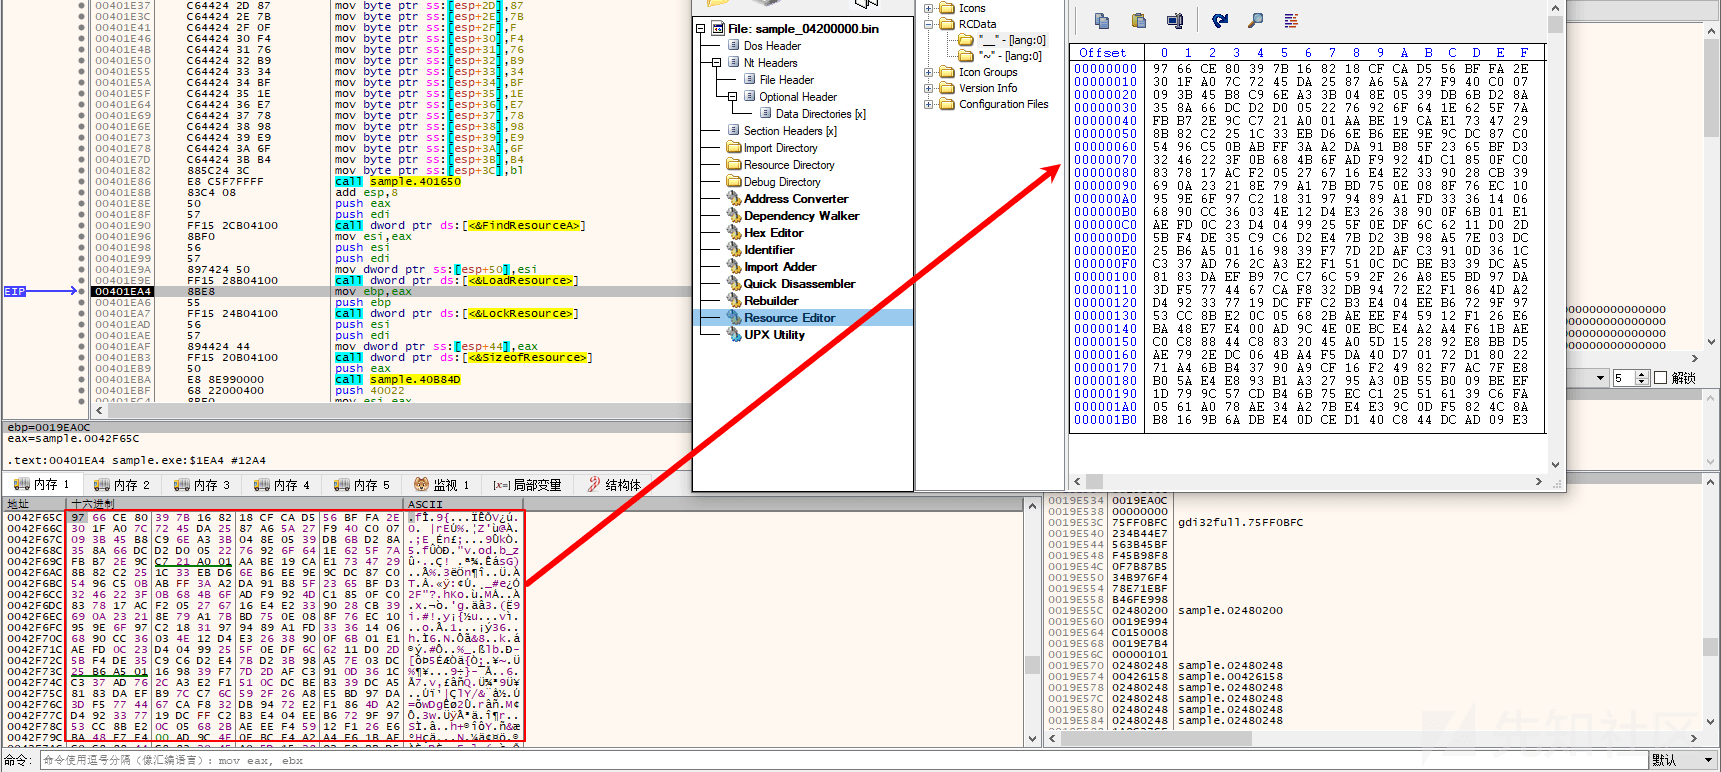 00401E37 C64424 2D 87 mov byte ptr ss:[esp+2D],87
00401E3C C64424 2E 7B mov byte ptr ss:[esp+2E],7B
00401E41 C64424 2F 0F mov byte ptr ss:[esp+2F],F
00401E46 C64424 30 F4 mov byte ptr ss:[esp+30],F4
00401E4B C64424 31 76 mov byte ptr ss:[esp+31],76
00401E50 C64424 32 B9 mov byte ptr ss:[esp+32],B9
00401E55 C64424 33 34 mov byte ptr ss:[esp+33],34
00401E5A C64424 34 BF mov byte ptr ss:[esp+34],BF
00401E5F C64424 35 1E mov byte ptr ss:[esp+35],1E
00401E64 C64424 36 E7 mov byte ptr ss:[esp+36],E7
00401E69 C64424 37 78 mov byte ptr ss:[esp+37],78
00401E6E C64424 38 98 mov byte ptr ss:[esp+38],98
00401E73 C64424 39 E9 mov byte ptr ss:[esp+39],E9
00401E78 C64424 3A 6F mov byte ptr ss:[esp+3A],6F
00401E7D C64424 3B B4 mov byte ptr ss:[esp+3B],B4
00401E82 885C24 3C mov byte ptr ss:[esp+3C],bl
00401E86 E8 C5F7FFFF call sample.401650
00401E8B 83C4 08 add esp,8
00401E8E 50 push eax
00401E8F 57 push edi
00401E90 FF15 2CB04100 call dword ptr ds:[<&FindResourceA>]
00401E96 8BF0 mov esi,eax
00401E98 56 push esi
00401E99 57 push edi
00401E9A 897424 50 mov dword ptr ss:[esp+50],esi
00401E9E FF15 28B04100 call dword ptr ds:[<&LoadResource>]
EIP 00401EA4 8BE8 mov ebp,eax
00401EA6 55 push ebp
00401EA7 FF15 24B04100 call dword ptr ds:[<&LockResource>]
00401EAD 56 push esi
00401EAE 57 push edi
00401EAF 894424 44 mov dword ptr ss:[esp+44],eax
00401EB3 FF15 20B04100 call dword ptr ds:[<&SizeofResource>]
00401EB9 50 push eax
00401EBA E8 8E990000 call sample.40B84D
00401EBF 68 22000400 push 40022
ebp=0019EA0C
eax=sample.0042F65C
.text:00401EA4 sample.exe:$1EA4 #12A4
File: sample_04200000.bin
Dos Header
Nt Headers
File Header
Optional Header
Data Directories [x]
Section Headers [x]
Import Directory
Resource Directory
Debug Directory
Address Converter
Dependency Walker
Hex Editor
Identifier
Import Adder
Quick Disassembler
Rebuilder
Resource Editor
UPX Utility
Icons
RCData
"__" - [lang:0]
"~" - [lang:0]
Icon Groups
Version Info
Configuration Files
Offset 0 1 2 3 4 5 6 7 8 9 A B C D E F
00000000 97 66 CE 80 39 7B 16 82 18 CF CA D5 56 BF FA 2E
00000010 30 1F A0 7C 72 45 DA 25 87 A6 5A 27 F9 40 C0 07
00000020 09 3B 45 B8 C9 6E A3 3B 04 8E 05 39 DB 6B D2 8A
00000030 35 8A 66 DC D2 D0 05 22 76 92 6F 64 1E 62 5F 7A
00000040 FB B7 2E 9C C7 21 A0 01 AA BE 19 CA E1 73 47 29
00000050 8B 82 C2 25 1C 33 EB D6 6E B6 EE 9E 9C DC 87 C0
00000060 54 96 C5 0B AB FF 3A A2 DA 91 B8 5F 23 65 BF D3
00000070 32 46 22 3F 0B 68 4B 6F AD F9 92 4D C1 85 0F C0
00000080 83 78 17 AC F2 05 27 67 16 E4 E2 33 90 28 CB 39
00000090 69 0A 23 21 8E 79 A1 7B BD 75 0E 08 8F 76 EC 10
000000A0 95 9E 6F 97 C2 18 31 97 94 89 A1 FD 33 36 14 06
000000B0 68 90 CC 36 03 4E 12 D4 E3 26 38 90 0F 6B 01 E1
000000C0 AE FD 0C 23 D4 04 99 25 5F 0E DF 6C 62 11 D0 2D
000000D0 5B F4 DE 35 C9 C6 D2 E4 7B D2 3B 98 A5 7E 03 DC
000000E0 25 B6 A5 01 16 98 39 F7 7D 2D AF C3 91 0D 36 1C
000000F0 C3 37 AD 76 2C A3 E2 F1 51 0C DC BE B3 39 DC A5
00000100 81 83 DA EF B9 7C C7 6C 59 2F 26 A8 E5 BD 97 DA
00000110 3D F5 77 44 67 CA F8 32 DB 94 72 E2 F1 86 4D A2
00000120 D4 92 33 77 19 DC FF C2 B3 E4 04 EE B6 72 9F 97
00000130 53 CC 8B E2 0C 05 68 2B AE EE F4 59 12 F1 26 E6
00000140 BA 48 E7 E4 00 AD 9C 4E 0E BC E4 A2 A4 F6 1B AE
00000150 C0 C8 88 44 C8 83 20 45 A0 5D 15 28 92 E8 BB D5
00000160 AE 79 2E DC 06 4B A4 F5 DA 40 D7 01 72 D1 80 22
00000170 71 A4 6B B4 37 90 A9 CF 16 F2 49 82 F7 AC 7F E8
00000180 B0 5A E4 E8 93 B1 A3 27 95 A3 0B 55 B0 09 BE EF
00000190 1D 79 9C 57 CD B4 6B 75 EC C1 25 51 61 39 C6 FA
000001A0 05 61 A0 78 AE 34 A2 7B E4 E3 9C 0D F5 82 4C 8A
000001B0 B8 16 9B 6A DB E4 0D CE D1 40 C8 44 DC AD 09 E3
000000000000
000000000000
000000000000
000000000000
5 解锁
内存 1 内存 2 内存 3 内存 4 内存 5 监视 1 [x=]局部变量 结构体
地址 十六进制 ASCII
0042F65C 97 66 CE 80 39 7B 16 82 18 CF CA D5 56 BF FA 2E
0042F66C 30 1F A0 7C 72 45 DA 25 87 A6 5A 27 F9 40 C0 07
0042F67C 09 3B 45 B8 C9 6E A3 3B 04 8E 05 39 DB 6B D2 8A
0042F68C 35 8A 66 DC D2 D0 05 22 76 92 6F 64 1E 62 5F 7A
0042F69C FB B7 2E 9C C7 21 A0 01 AA BE 19 CA E1 73 47 29
0042F6AC 8B 82 C2 25 1C 33 EB D6 6E B6 EE 9E 9C DC 87 C0
0042F6BC 54 96 C5 0B AB FF 3A A2 DA 91 B8 5F 23 65 BF D3
0042F6CC 32 46 22 3F 0B 68 4B 6F AD F9 92 4D C1 85 0F C0
0042F6DC 83 78 17 AC F2 05 27 67 16 E4 E2 33 90 28 CB 39
0042F6EC 69 0A 23 21 8E 79 A1 7B BD 75 0E 08 8F 76 EC 10
0042F6FC 95 9E 6F 97 C2 18 31 97 94 89 A1 FD 33 36 14 06
0042F70C 68 90 CC 36 03 4E 12 D4 E3 26 38 90 0F 6B 01 E1
0042F71C AE FD 0C 23 D4 04 99 25 5F 0E DF 6C 62 11 D0 2D
0042F72C 5B F4 DE 35 C9 C6 D2 E4 7B D2 3B 98 A5 7E 03 DC
0042F73C 25 B6 A5 01 16 98 39 F7 7D 2D AF C3 91 0D 36 1C
0042F74C C3 37 AD 76 2C A3 E2 F1 51 0C DC BE B3 39 DC A5
0042F75C 81 83 DA EF B9 7C C7 6C 59 2F 26 A8 E5 BD 97 DA
0042F76C 3D F5 77 44 67 CA F8 32 DB 94 72 E2 F1 86 4D A2
0042F77C D4 92 33 77 19 DC FF C2 B3 E4 04 EE B6 72 9F 97
0042F78C 53 CC 8B E2 0C 05 68 2B AE EE F4 59 12 F1 26 E6
0042F79C BA 48 E7 E4 00 AD 9C 4E 0E BC E4 A2 A4 F6 1B AE
0019E534 0019EA0C
0019E538 00000000
0019E53C 75FF0BFC gdi32full.75FF0BFC
0019E540 234B44E7
0019E544 563B45BF
0019E548 F45B98F8
0019E54C 0F7B87B5
0019E550 34B976F4
0019E554 78E71EBF
0019E558 B46FE998
0019E55C 02480200 sample.02480200
0019E560 0019E994
0019E564 C0150008
0019E568 0019E7B4
0019E56C 00000101
0019E570 02480248 sample.02480248
0019E574 00426158 sample.00426158
0019E578 02480248 sample.02480248
0019E57C 02480248 sample.02480248
0019E580 02480248 sample.02480248
0019E584 02480248 sample.02480248
先知社区
命令: 命令使用逗号分隔（像汇编语言）: mov eax, ebx 默认